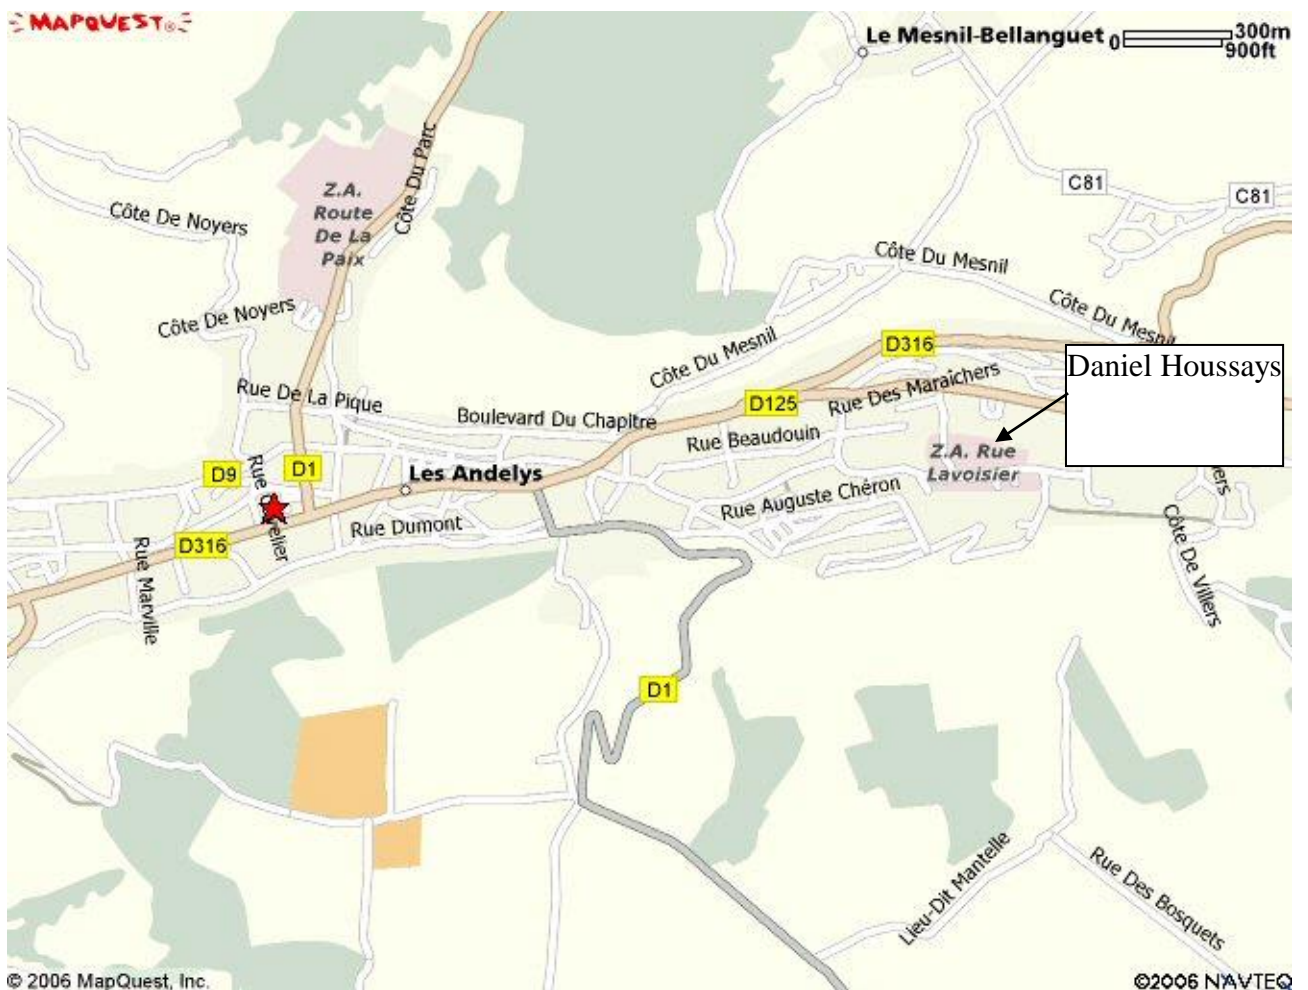 MAPQUEST®
Le Mesnil-Bellanguet
0
300m
900ft
Côte Du Parc
Z.A.
Route
De La
Paix
C81
C81
Côte De Noyers
Côte Du Mesnil
Côte De Noyers
Côte Du Mesnil
Côte Du Mesnil
D316
Daniel Houssays
Rue De La Pique
Rue Des Maraîchers
D125
Boulevard Du Chapitre
Rue Beaudouin
Z.A. Rue
Lavoisier
D9
D1
Les Andelys
Rue Auguste Chéron
Rue
Rue Dumont
D316
Rue Marville
Côte De Villers
D1
Lieu-Dit Mantelle
Rue Des Bosquets
© 2006 MapQuest, Inc.
©2006 NAVTEQ